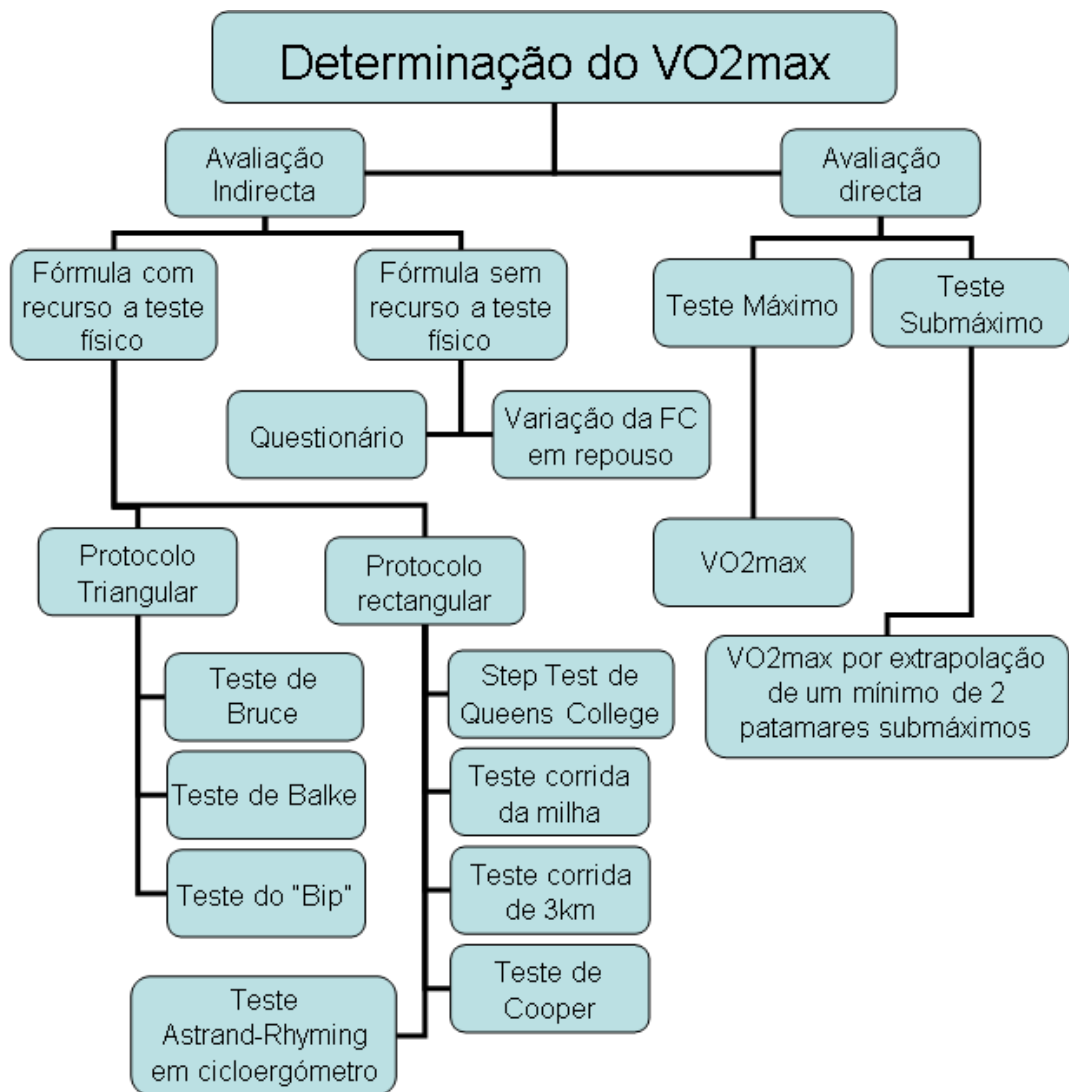 Determinação do VO2max
Avaliação
Indirecta
Avaliação
directa
Fórmula com
recurso a teste
físico
Fórmula sem
recurso a teste
físico
Teste Máximo
Teste
Submáximo
Questionário
Variação da FC
em repouso
Protocolo
Triangular
Protocolo
rectangular
VO2max
VO2max por extrapolação
de um mínimo de 2
patamares submáximos
Teste de
Bruce
Teste de Balke
Teste do "Bip"
Step Test de
Queens College
Teste corrida
da milha
Teste corrida
de 3km
Teste de
Cooper
Teste
Astrand-Rhyming
em cicloergómetro